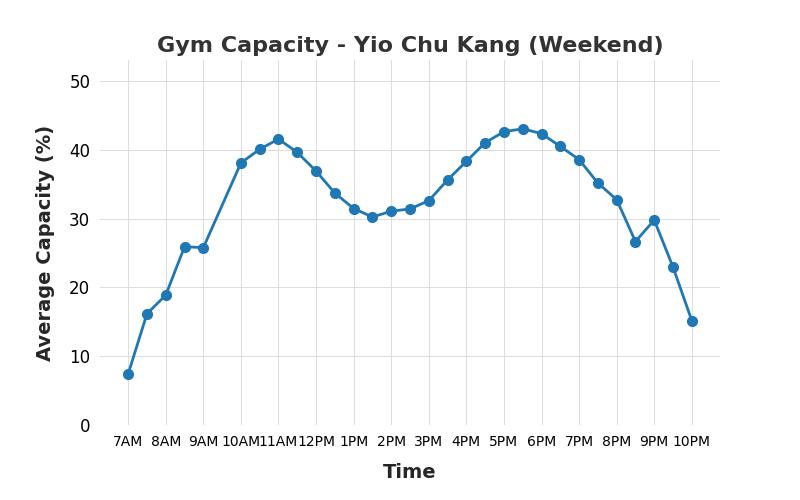 Gym Capacity - Yio Chu Kang (Weekend)
Average Capacity (%)
50
40
30
20
10
0
7AM 8AM 9AM 10AM 11AM 12PM 1PM 2PM 3PM 4PM 5PM 6PM 7PM 8PM 9PM 10PM
Time